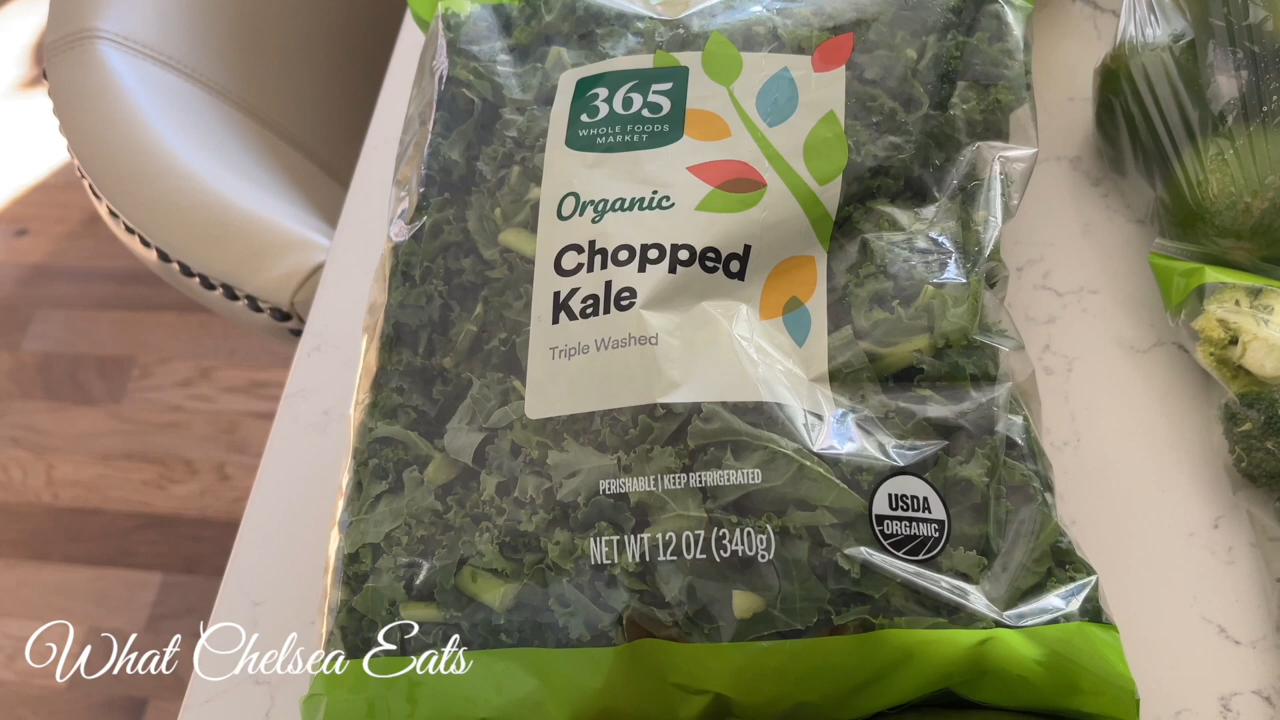 365
WHOLE FOODS
MARKET
Organic
Chopped
Kale
Triple Washed
PERISHABLE | KEEP REFRIGERATED
NET WT 12 OZ (340g)
USDA
ORGANIC
What Chelsea Eats